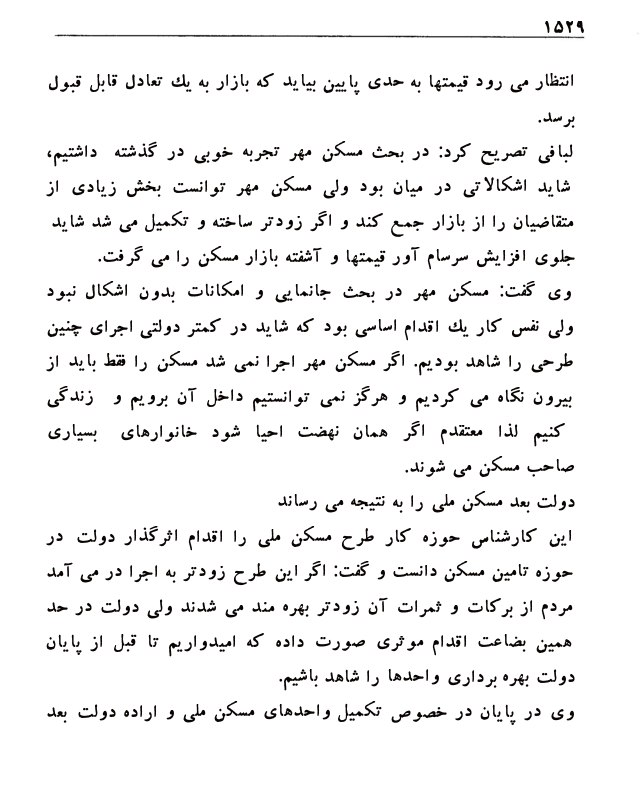 ۱۵۲۹
انتظار می رود قیمتها به حدی پایین بیاید که بازار به یك تعادل قابل قبول
برسد.
لبافی تصریح کرد: در بحث مسکن مهر تجربه خوبی در گذشته داشتیم،
شاید اشکالاتی در میان بود ولی مسکن مهر توانست بخش زیادی از
متقاضیان را از بازار جمع کند و اگر زودتر ساخته و تکمیل می شد شاید
جلوی افزایش سرسام آور قیمتها و آشفته بازار مسکن را می گرفت.
وی گفت: مسکن مهر در بحث جانمایی و امکانات بدون اشکال نبود
ولی نفس کار یك اقدام اساسی بود که شاید در کمتر دولتی اجرای چنین
طرحی را شاهد بودیم. اگر مسکن مهر اجرا نمی شد مسکن را فقط باید از
بیرون نگاه می کردیم و هرگز نمی توانستیم داخل آن برویم و زندگی
کنیم لذا معتقدم اگر همان نهضت احیا شود خانوارهای بسیاری
صاحب مسکن می شوند.
دولت بعد مسکن ملی را به نتیجه می رساند
این کارشناس حوزه کار طرح مسکن ملی را اقدام اثرگذار دولت در
حوزه تامین مسکن دانست و گفت: اگر این طرح زودتر به اجرا در می آمد
مردم از برکات و ثمرات آن زودتر بهره مند می شدند ولی دولت در حد
همین بضاعت اقدام موثری صورت داده که امیدواریم تا قبل از پایان
دولت بهره برداری واحدها را شاهد باشیم.
وی در پایان در خصوص تکمیل واحدهای مسکن ملی و اراده دولت بعد